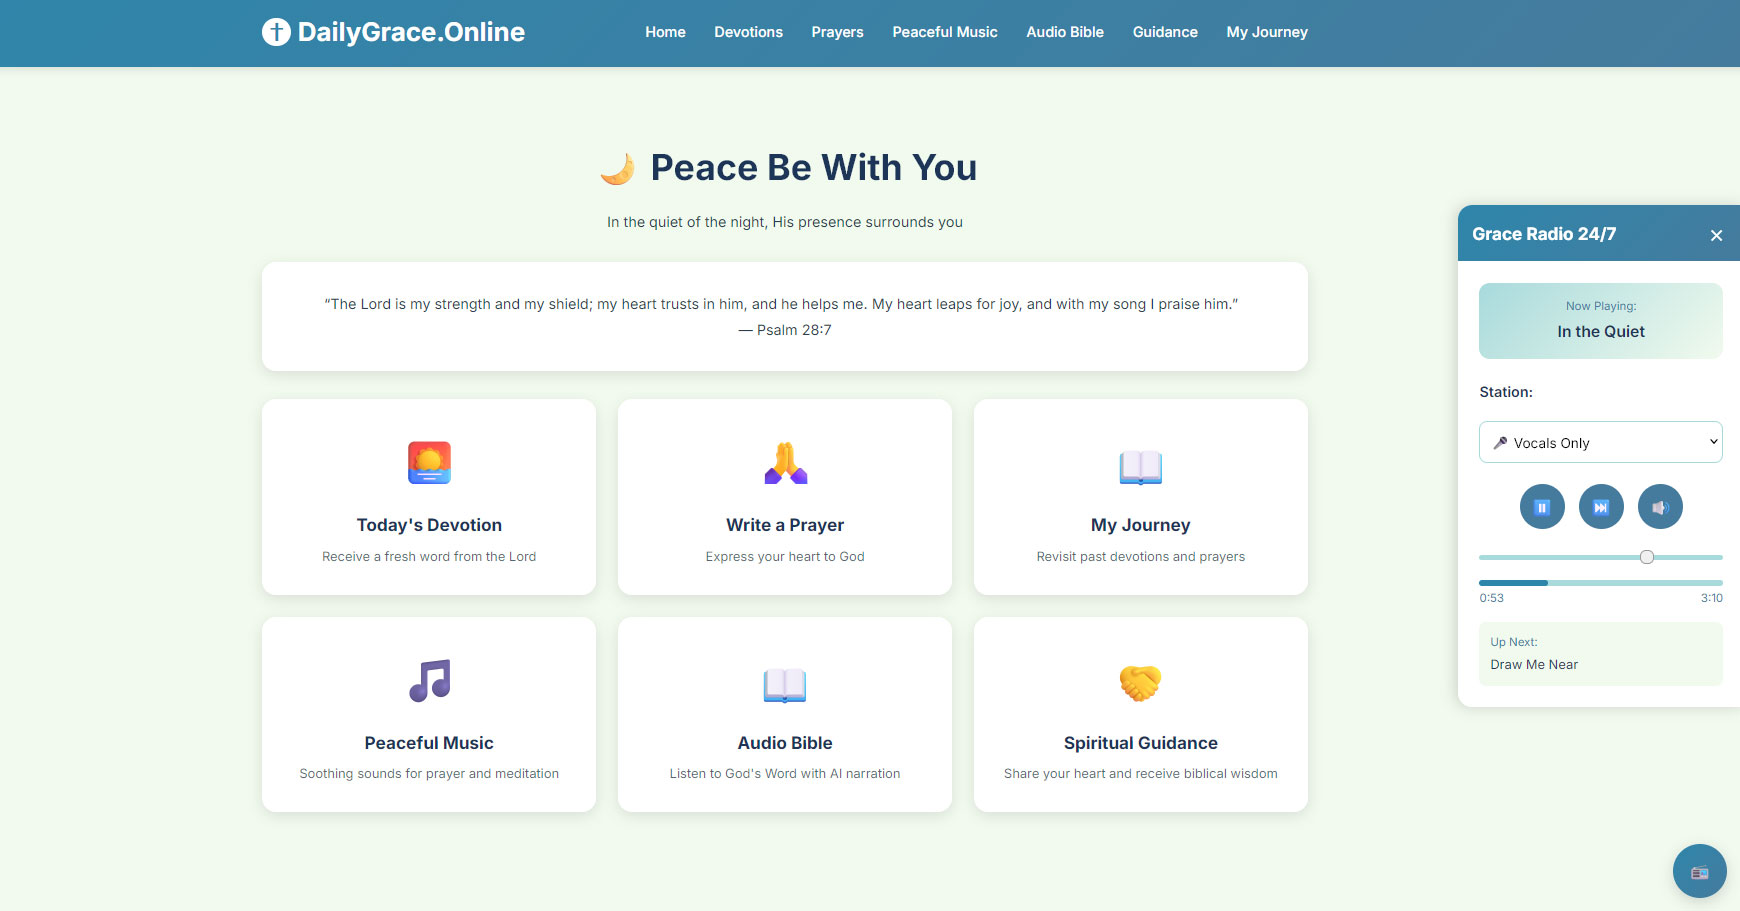 DailyGrace.Online
Home
Devotions
Prayers
Peaceful Music
Audio Bible
Guidance
My Journey
Peace Be With You
In the quiet of the night, His presence surrounds you
“The Lord is my strength and my shield; my heart trusts in him, and he helps me. My heart leaps for joy, and with my song I praise him.”
— Psalm 28:7
Today's Devotion
Receive a fresh word from the Lord
Write a Prayer
Express your heart to God
My Journey
Revisit past devotions and prayers
Peaceful Music
Soothing sounds for prayer and meditation
Audio Bible
Listen to God's Word with AI narration
Spiritual Guidance
Share your heart and receive biblical wisdom
Grace Radio 24/7
Now Playing:
In the Quiet
Station:
Vocals Only
0:53
3:10
Up Next:
Draw Me Near